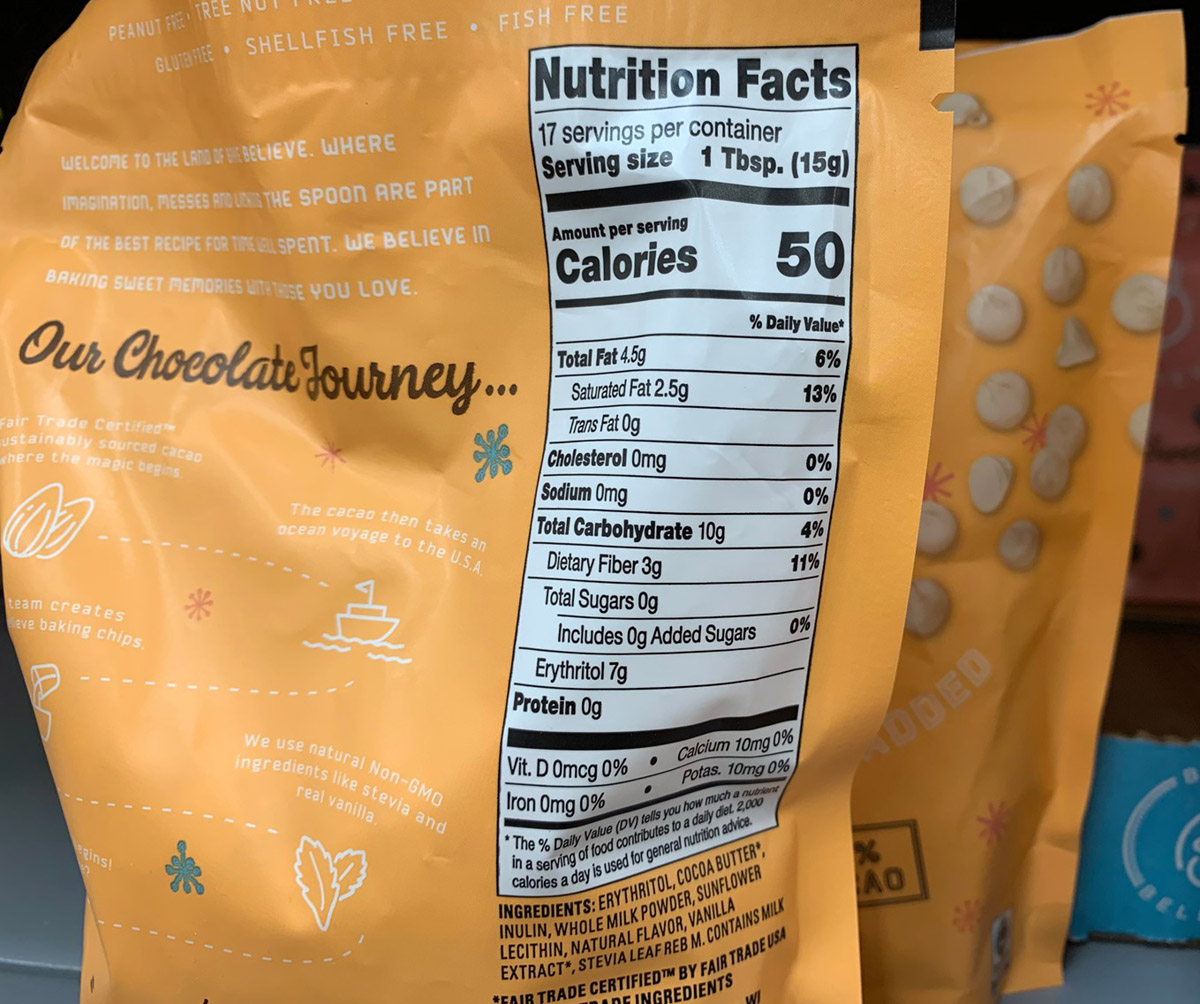 PEANUT FREE • TREE NUT FREE
GLUTEN FREE • SHELLFISH FREE • FISH FREE
WELCOME TO THE LAND OF BELIEVE. WHERE
IMAGINATION, MESSES AND LICKING THE SPOON ARE PART
OF THE BEST RECIPE FOR TIME WELL SPENT. WE BELIEVE IN
BAKING SWEET MEMORIES WITH THOSE YOU LOVE.
Our Chocolate Journey...
Fair Trade Certified™
sustainably sourced cacao
where the magic begins.
The cacao then takes an
ocean voyage to the U.S.A.
team creates
baking chips.
We use natural Non-GMO
ingredients like stevia and
real vanilla.
Nutrition Facts
17 servings per container
Serving size 1 Tbsp. (15g)
Amount per serving
Calories 50
% Daily Value*
Total Fat 4.5g 6%
Saturated Fat 2.5g 13%
Trans Fat 0g
Cholesterol 0mg 0%
Sodium 0mg 0%
Total Carbohydrate 10g 4%
Dietary Fiber 3g 11%
Total Sugars 0g
Includes 0g Added Sugars 0%
Erythritol 7g
Protein 0g
Vit. D 0mcg 0% • Calcium 10mg 0%
Iron 0mg 0% • Potas. 10mg 0%
* The % Daily Value (DV) tells you how much a nutrient
in a serving of food contributes to a daily diet. 2,000
calories a day is used for general nutrition advice.
INGREDIENTS: ERYTHRITOL, COCOA BUTTER*,
INULIN, WHOLE MILK POWDER, SUNFLOWER
LECITHIN, NATURAL FLAVOR, VANILLA
EXTRACT*, STEVIA LEAF REB M. CONTAINS MILK
*FAIR TRADE CERTIFIED™ BY FAIR TRADE USA
INGREDIENTS
ADDED
%